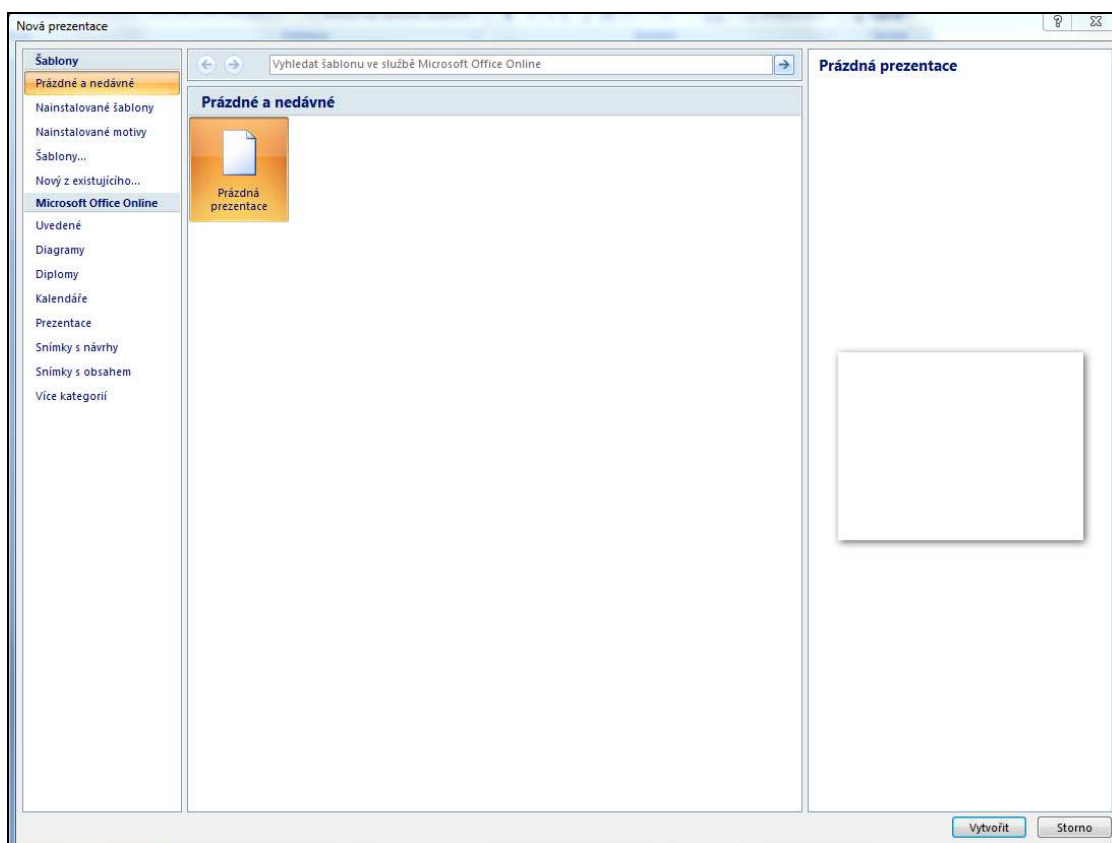 Nová prezentace
Šablony
Prázdné a nedávné
Nainstalované šablony
Nainstalované motivy
Šablony...
Nový z existujícího...
Microsoft Office Online
Uvedené
Diagramy
Diplomy
Kalendáře
Prezentace
Snímky s návrhy
Snímky s obsahem
Více kategorií
Vyhledat šablonu ve službě Microsoft Office Online
Prázdné a nedávné
Prázdná
prezentace
Prázdná prezentace
Vytvořit
Storno